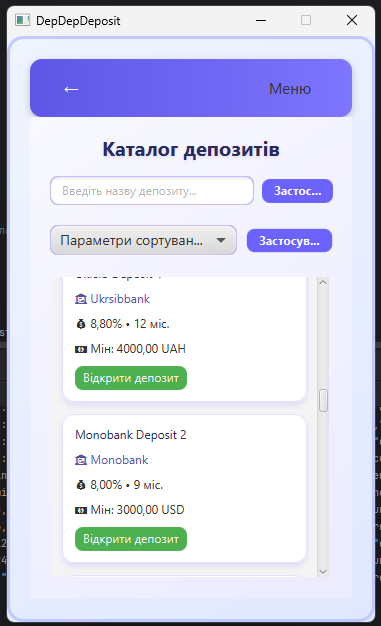 DepDepDeposit
← Меню
Каталог депозитів
Введіть назву депозиту...
Застос...
Параметри сортуван...
Застосув...
Ukrsibbank
8,80% • 12 міс.
Мін: 4000,00 UAH
Відкрити депозит
Monobank Deposit 2
Monobank
8,00% • 9 міс.
Мін: 3000,00 USD
Відкрити депозит